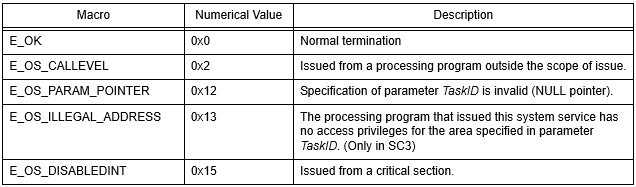 Macro Numerical Value Description
E_OK 0x0 Normal termination
E_OS_CALLEVEL 0x2 Issued from a processing program outside the scope of issue.
E_OS_PARAM_POINTER 0x12 Specification of parameter TaskID is invalid (NULL pointer).
E_OS_ILLEGAL_ADDRESS 0x13 The processing program that issued this system service has
no access privileges for the area specified in parameter
TaskID. (Only in SC3)
E_OS_DISABLEDINT 0x15 Issued from a critical section.